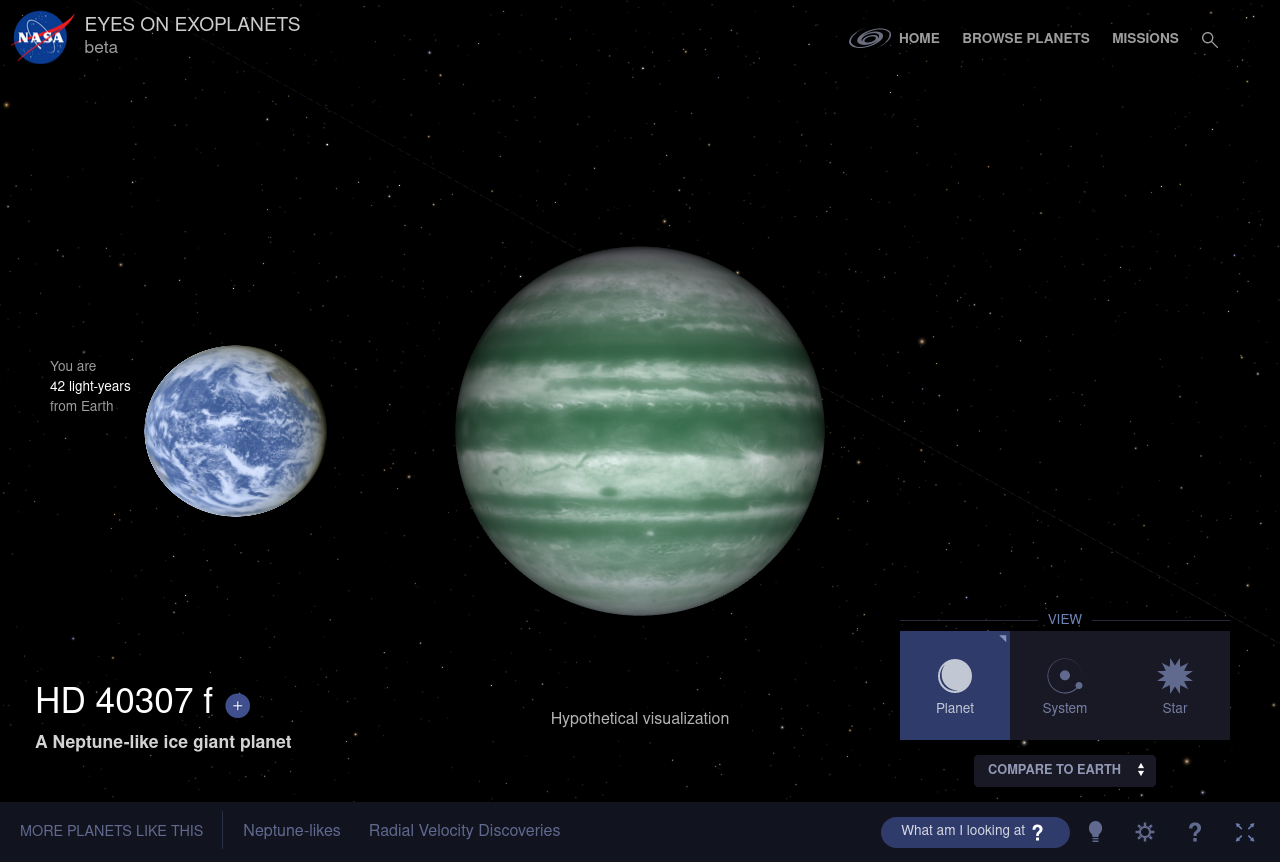 NASA
EYES ON EXOPLANETS
beta
HOME
BROWSE PLANETS
MISSIONS
You are
42 light-years
from Earth
HD 40307 f +
A Neptune-like ice giant planet
Hypothetical visualization
VIEW
Planet
System
Star
COMPARE TO EARTH
MORE PLANETS LIKE THIS
Neptune-likes
Radial Velocity Discoveries
What am I looking at ?
?